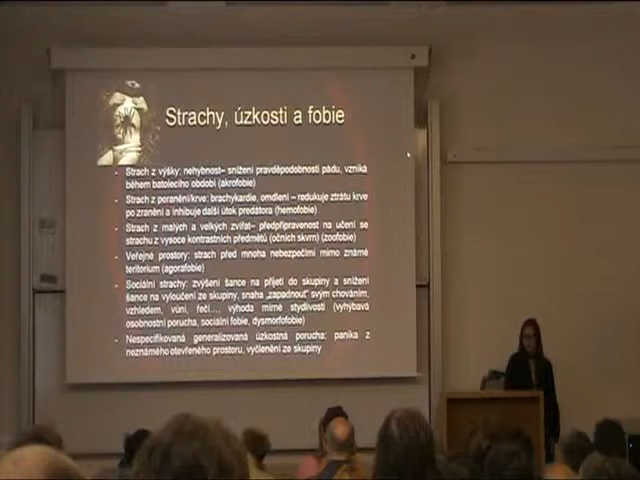 Strachy, úzkosti a fobie
- Strach z výšky: nehybnost– snížení pravděpodobnosti pádu, vzniká
během batolecího období (akrofobie)
- Strach z poranění/krve: brachykardie, omdlení – redukuje ztrátu krve
po zranění a inhibuje další útok predátora (hemofobie)
- Strach z malých a velkých zvířat– předpřipravenost na učení se
strachu z vysoce kontrastních předmětů (očních skvrn) (zoofobie)
- Veřejné prostory: strach před mnoha nebezpečími mimo známé
teritorium (agorafobie)
- Sociální strachy: zvýšení šance na přijetí do skupiny a snížení
šance na vyloučení ze skupiny, snaha „zapadnout" svým chováním,
vzhledem, vůní, řečí…, výhoda mírné stydlivosti (vyhýbavá
osobnostní porucha, sociální fobie, dysmorfofobie)
- Nespecifikovaná generalizovaná úzkostná porucha: panika z
neznámého otevřeného prostoru, vyčlenění ze skupiny